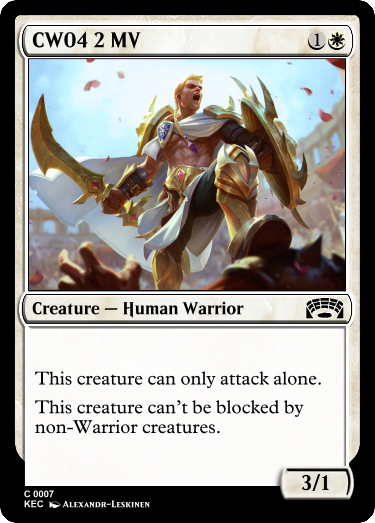 CW04 2 MV
1
Creature — Human Warrior
This creature can only attack alone.
This creature can't be blocked by
non-Warrior creatures.
3/1
C 0007
KEC Alexandr-Leskinen